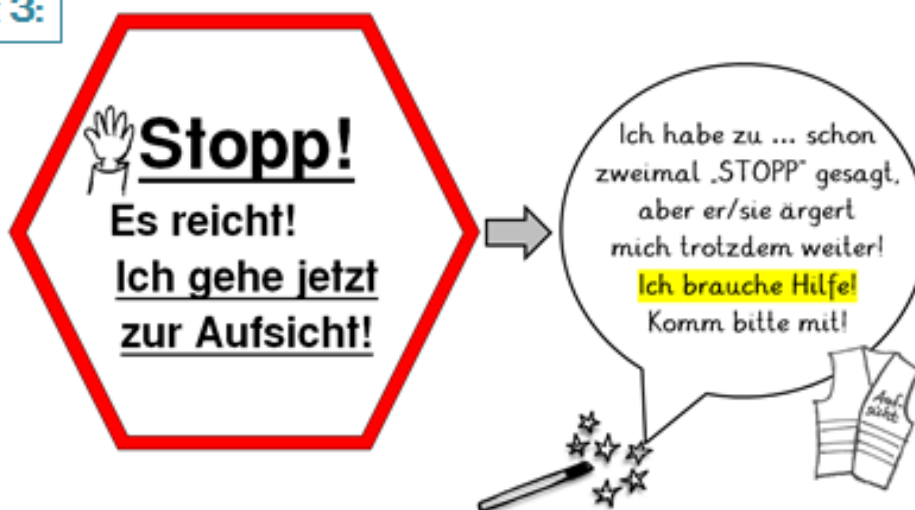 3:
Stopp!
Es reicht!
Ich gehe jetzt
zur Aufsicht!
Ich habe zu ... schon
zweimal „STOPP" gesagt,
aber er/sie ärgert
mich trotzdem weiter!
Ich brauche Hilfe!
Komm bitte mit!
Auf-
sicht